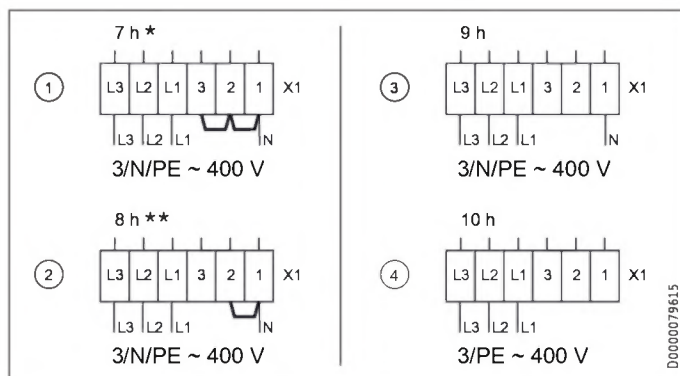 7 h *
1
L3 L2 L1 3 2 1 X1
L3 L2 L1 N
3/N/PE ~ 400 V
8 h **
2
L3 L2 L1 3 2 1 X1
L3 L2 L1 N
3/N/PE ~ 400 V
9 h
3
L3 L2 L1 3 2 1 X1
L3 L2 L1 N
3/N/PE ~ 400 V
10 h
4
L3 L2 L1 3 2 1 X1
L3 L2 L1
3/PE ~ 400 V
D0000079615